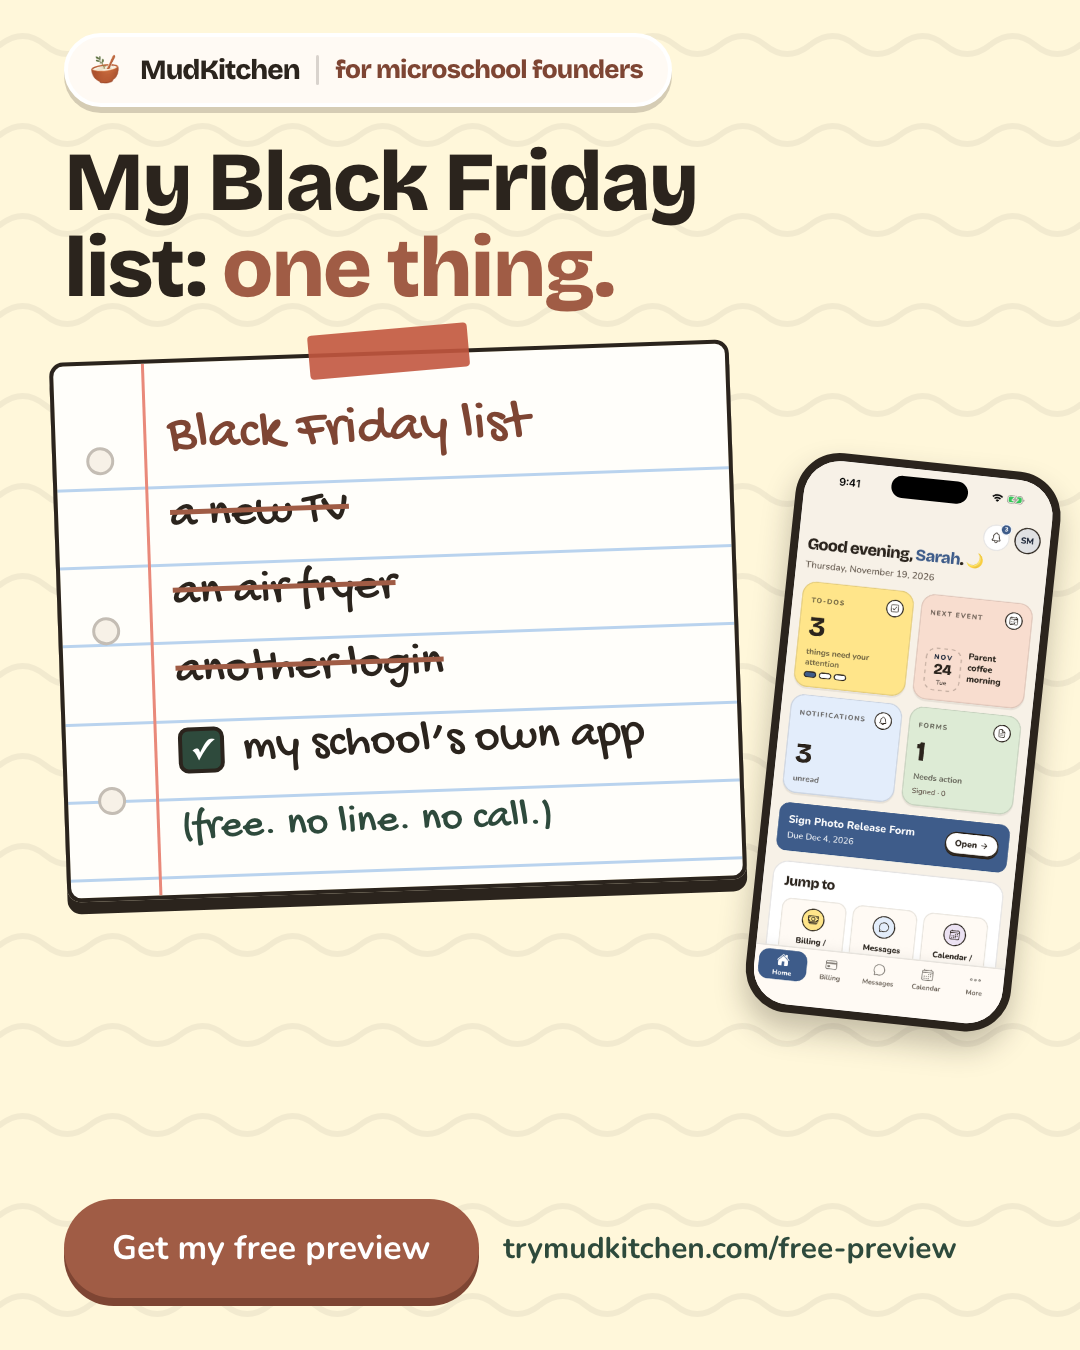 MudKitchen | for microschool founders
My Black Friday
list: one thing.
Black Friday list
a new TV
an air fryer
another login
my school's own app
(free. no line. no call.)
9:41
3
SM
Good evening, Sarah. 🌙
Thursday, November 19, 2026
TO-DOS
3
things need your
attention
NEXT EVENT
NOV
24
Tue
Parent
coffee
morning
NOTIFICATIONS
3
unread
FORMS
1
Needs action
Signed · 0
Sign Photo Release Form
Due Dec 4, 2026
Open →
Jump to
Billing /
Messages
Calendar /
Home
Billing
Messages
Calendar
More
Get my free preview
trymudkitchen.com/free-preview